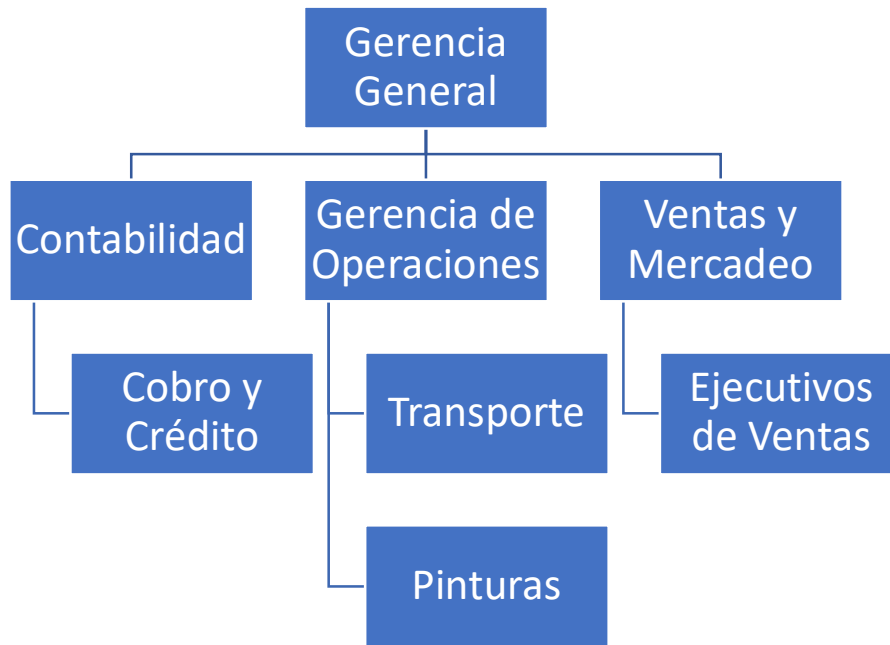 Gerencia
General
Contabilidad
Gerencia de
Operaciones
Ventas y
Mercadeo
Cobro y
Crédito
Transporte
Ejecutivos
de Ventas
Pinturas